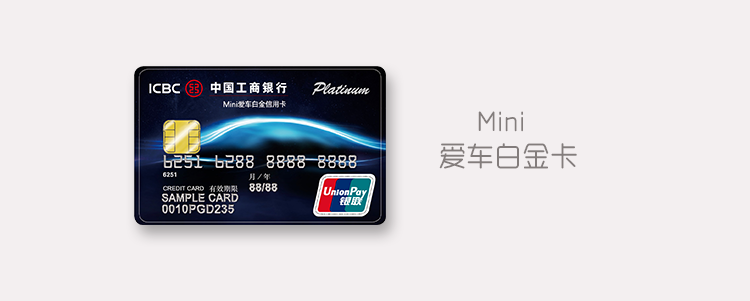 ICBC 中国工商银行 Platinum
Mini爱车白金信用卡
6251 6288 8888 8888
6251
月/年
CREDIT CARD 有效期限 88/88
SAMPLE CARD
0010PGD235
UnionPay
银联
Mini
爱车白金卡